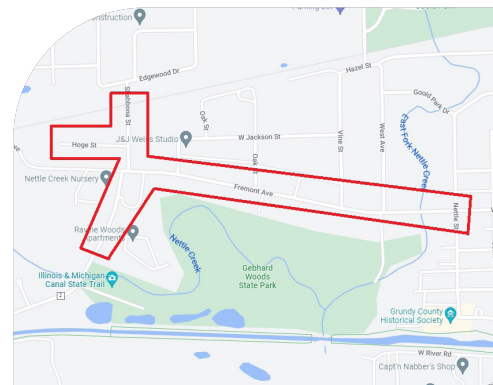 onstruction
Parking Lot
Edgewood Dr
Hazel St
Goold Park Dr
Shabbona St
Oak St
J&J Weirs Studio
W Jackson St
Vine St
West Ave
East Fork Nettle Creek
Hoge St
ve
Oak St
Nettle Creek Nursery
Fremont Ave
Nettle St
Ravine Woods
Apartments
Nettle Creek
Gebhard
Woods
State Park
Illinois & Michigan
Canal State Trail
Grundy County
Historical Society
W River Rd
Capt'n Nabber's Shop